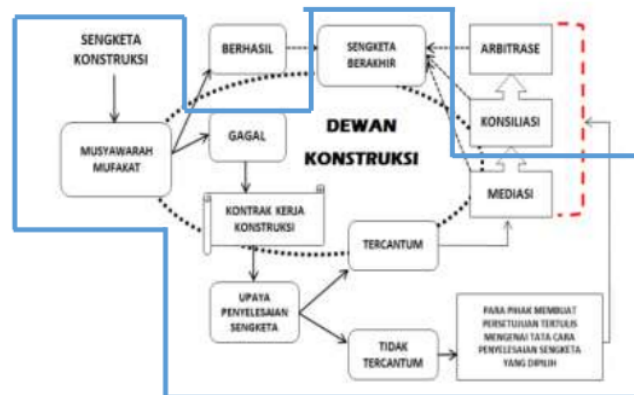 SENGKETA
KONSTRUKSI
BERHASIL
SENGKETA
BERAKHIR
ARBITRASE
MUSYAWARAH
MUFAKAT
GAGAL
DEWAN
KONSTRUKSI
KONSILIASI
MEDIASI
KONTRAK KERJA
KONSTRUKSI
TERCANTUM
UPAYA
PENYELESAIAN
SENGKETA
TIDAK
TERCANTUM
PARA PIHAK MEMBUAT
PERSETUJUAN TERTULIS
MENGENAI TATA CARA
PENYELESAIAN SENGKETA
YANG DIPILIH